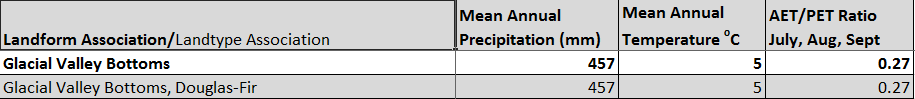 Landform Association/Landtype Association Mean Annual Precipitation (mm) Mean Annual Temperature °C AET/PET Ratio July, Aug, Sept
Glacial Valley Bottoms 457 5 0.27
Glacial Valley Bottoms, Douglas-Fir 457 5 0.27